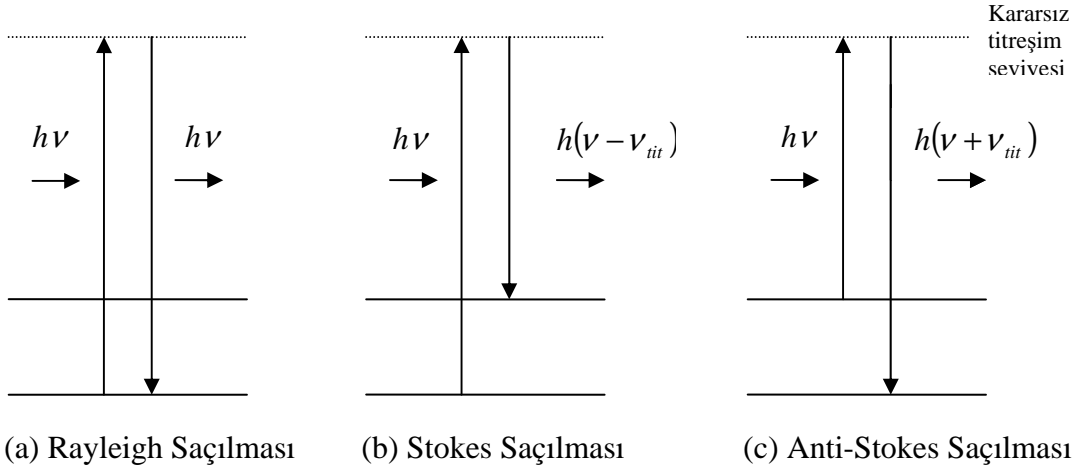 Kararsız
titreşim
seviyesi
hν hν
hν h(ν − ν_tit)
hν h(ν + ν_tit)
(a) Rayleigh Saçılması
(b) Stokes Saçılması
(c) Anti-Stokes Saçılması